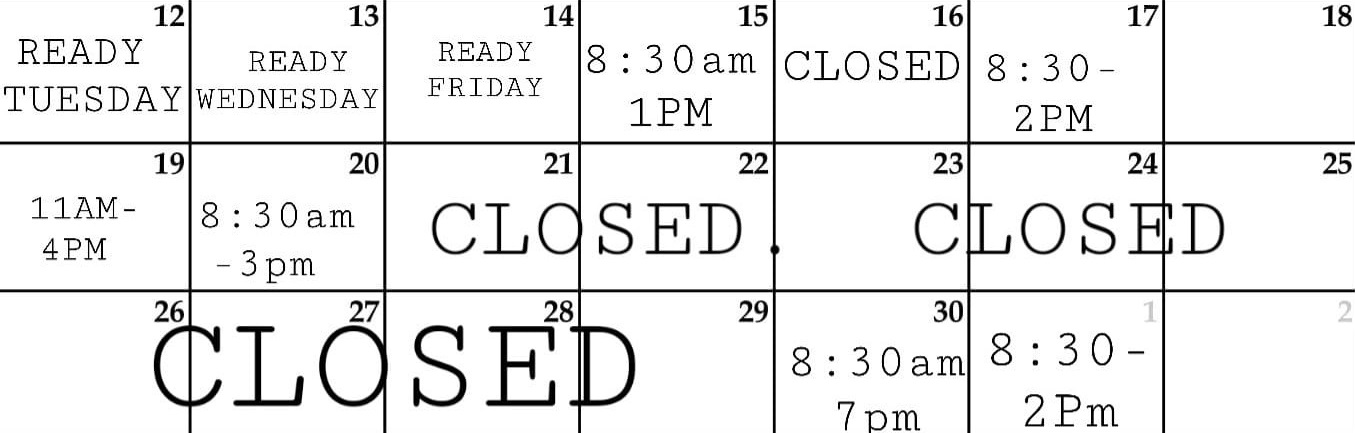 12 13 14 15 16 17 18
READY
TUESDAY
READY
WEDNESDAY
READY
FRIDAY
8:30am
1PM
CLOSED
8:30-
2PM
19 20 21 22 23 24 25
11AM-
4PM
8:30am
-3pm
CLOSED.
CLOSED
26 27 28 29 30 1 2
CLOSED
8:30am
7pm
8:30-
2Pm